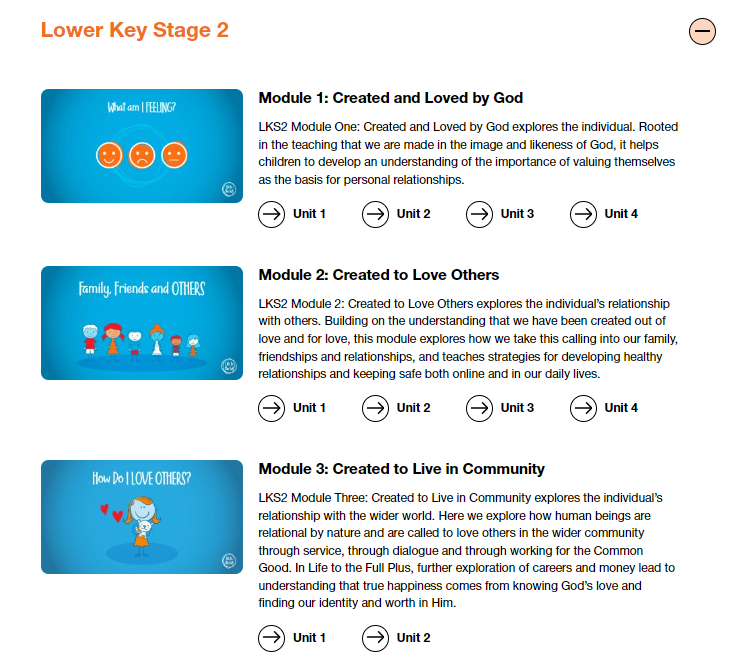 Lower Key Stage 2
What am I FEELING?
Module 1: Created and Loved by God
LKS2 Module One: Created and Loved by God explores the individual. Rooted
in the teaching that we are made in the image and likeness of God, it helps
children to develop an understanding of the importance of valuing themselves
as the basis for personal relationships.
Unit 1
Unit 2
Unit 3
Unit 4
Family, Friends and OTHERS
Module 2: Created to Love Others
LKS2 Module 2: Created to Love Others explores the individual’s relationship
with others. Building on the understanding that we have been created out of
love and for love, this module explores how we take this calling into our family,
friendships and relationships, and teaches strategies for developing healthy
relationships and keeping safe both online and in our daily lives.
Unit 1
Unit 2
Unit 3
Unit 4
How Do I LOVE OTHERS?
Module 3: Created to Live in Community
LKS2 Module Three: Created to Live in Community explores the individual’s
relationship with the wider world. Here we explore how human beings are
relational by nature and are called to love others in the wider community
through service, through dialogue and through working for the Common
Good. In Life to the Full Plus, further exploration of careers and money lead to
understanding that true happiness comes from knowing God’s love and
finding our identity and worth in Him.
Unit 1
Unit 2